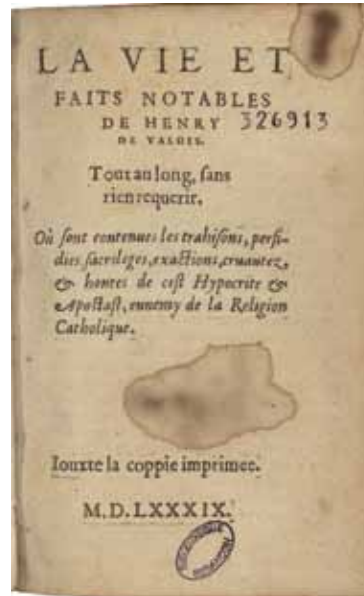 LA VIE ET
FAITS NOTABLES
DE HENRY 326913
DE VALOIS.
Tout au long, sans
rien requerir.
Où sont contenues les trahisons, perfi-
dies, sacrileges, exactions, cruautez,
& hontes de cest Hypocrite &
Apostast, ennemy de la Religion
Catholique.
Iouxte la coppie imprimee.
M.D.LXXXIX.